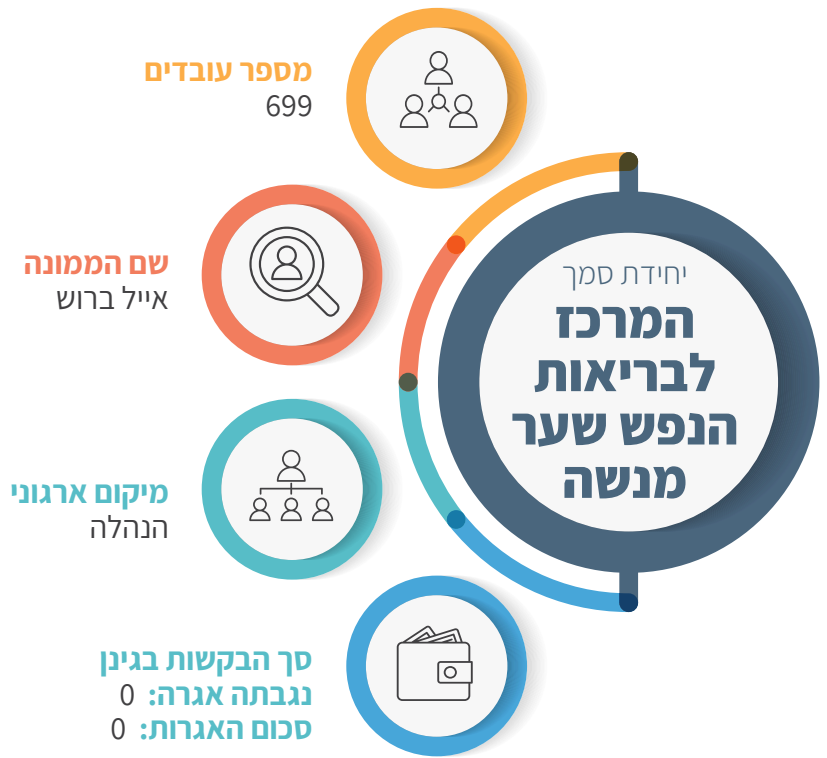 יחידת סמך
המרכז
לבריאות
הנפש שער
מנשה
מספר עובדים
699
שם הממונה
אייל ברוש
מיקום ארגוני
הנהלה
סך הבקשות בגינן
נגבתה אגרה: 0
סכום האגרות: 0